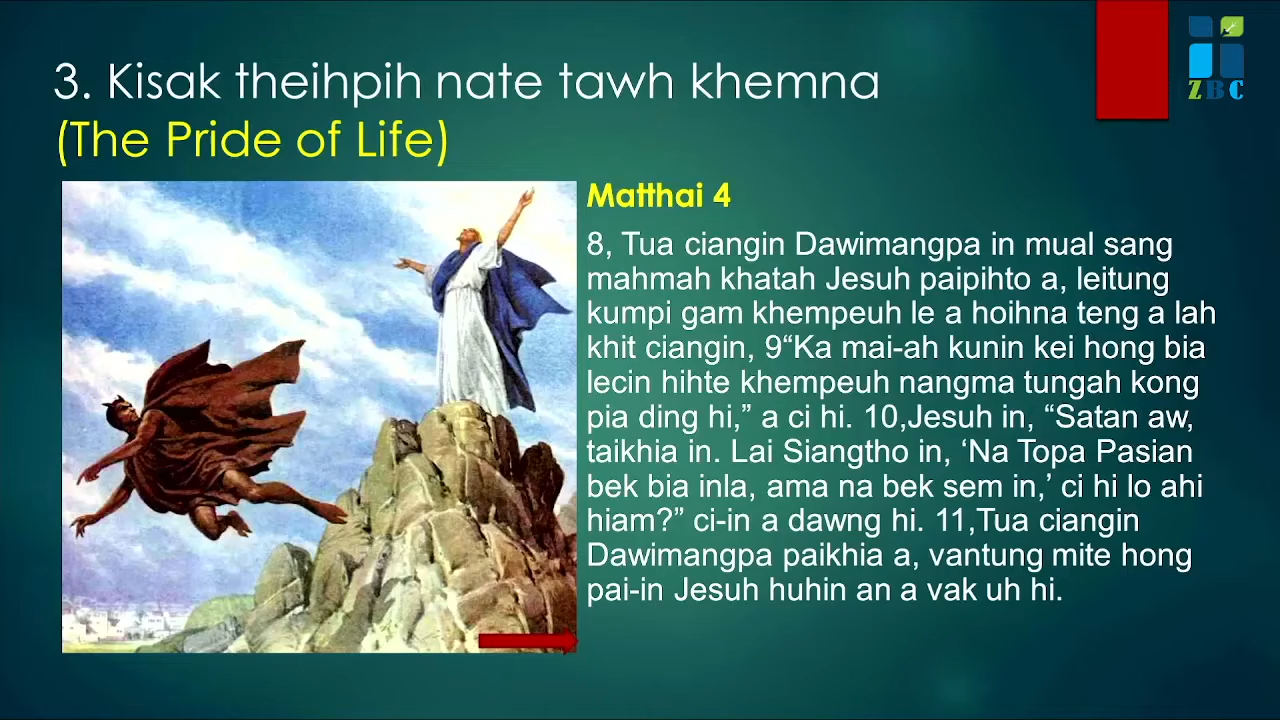 3. Kisak theihpih nate tawh khemna
(The Pride of Life)
ZBC
Matthai 4
8, Tua ciangin Dawimangpa in mual sang
mahmah khatah Jesuh paipihto a, leitung
kumpi gam khempeuh le a hoihna teng a lah
khit ciangin, 9“Ka mai-ah kunin kei hong bia
lecin hihte khempeuh nangma tungah kong
pia ding hi,” a ci hi. 10,Jesuh in, “Satan aw,
taikhia in. Lai Siangtho in, ‘Na Topa Pasian
bek bia inla, ama na bek sem in,’ ci hi lo ahi
hiam?” ci-in a dawng hi. 11,Tua ciangin
Dawimangpa paikhia a, vantung mite hong
pai-in Jesuh huhin an a vak uh hi.